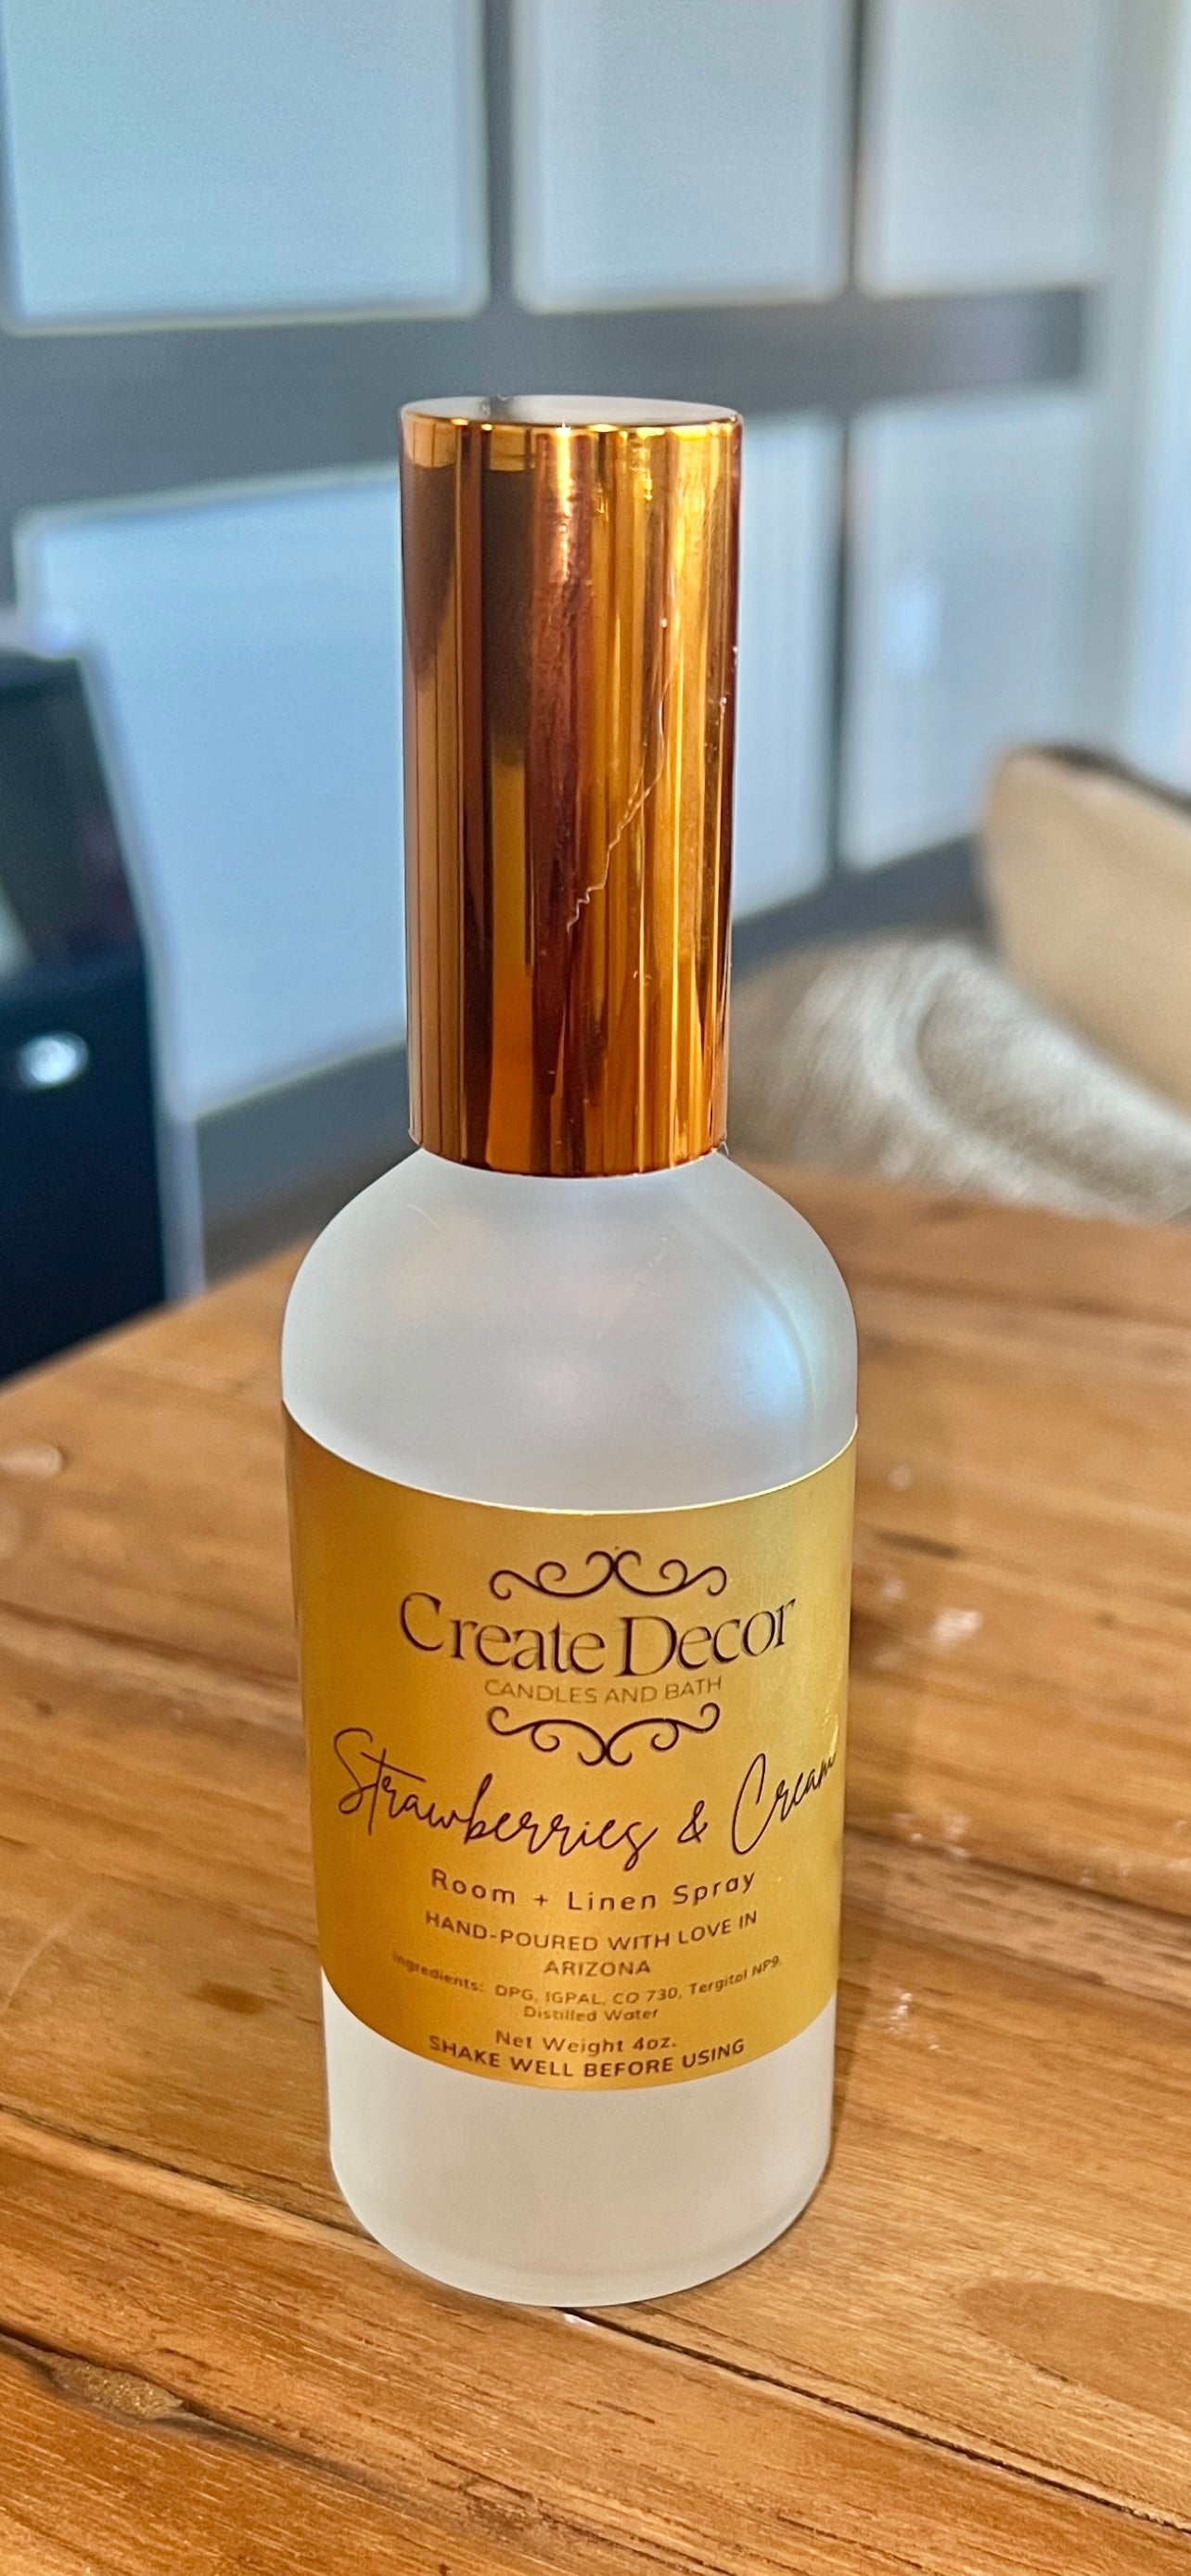 Create Decor
CANDLES AND BATH
Strawberries & Cream
Room + Linen Spray
HAND-POURED WITH LOVE IN
ARIZONA
Ingredients: DPG, IGPAL, CO 730, Tergitol NP9,
Distilled Water
Net Weight 4oz.
SHAKE WELL BEFORE USING